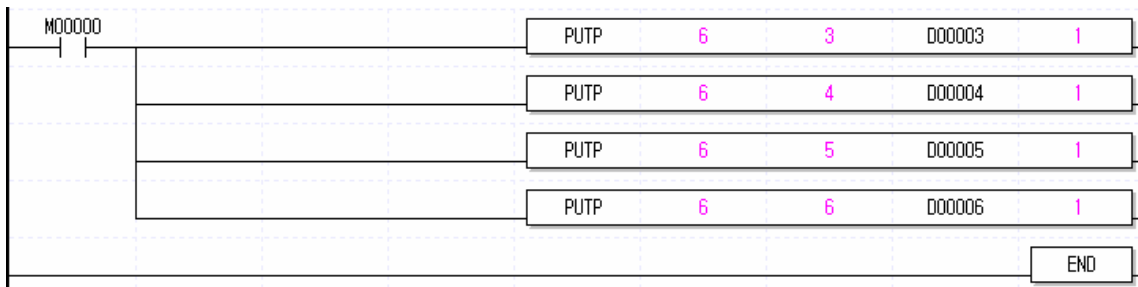 M00000
PUTP 6 3 D00003 1
PUTP 6 4 D00004 1
PUTP 6 5 D00005 1
PUTP 6 6 D00006 1
END